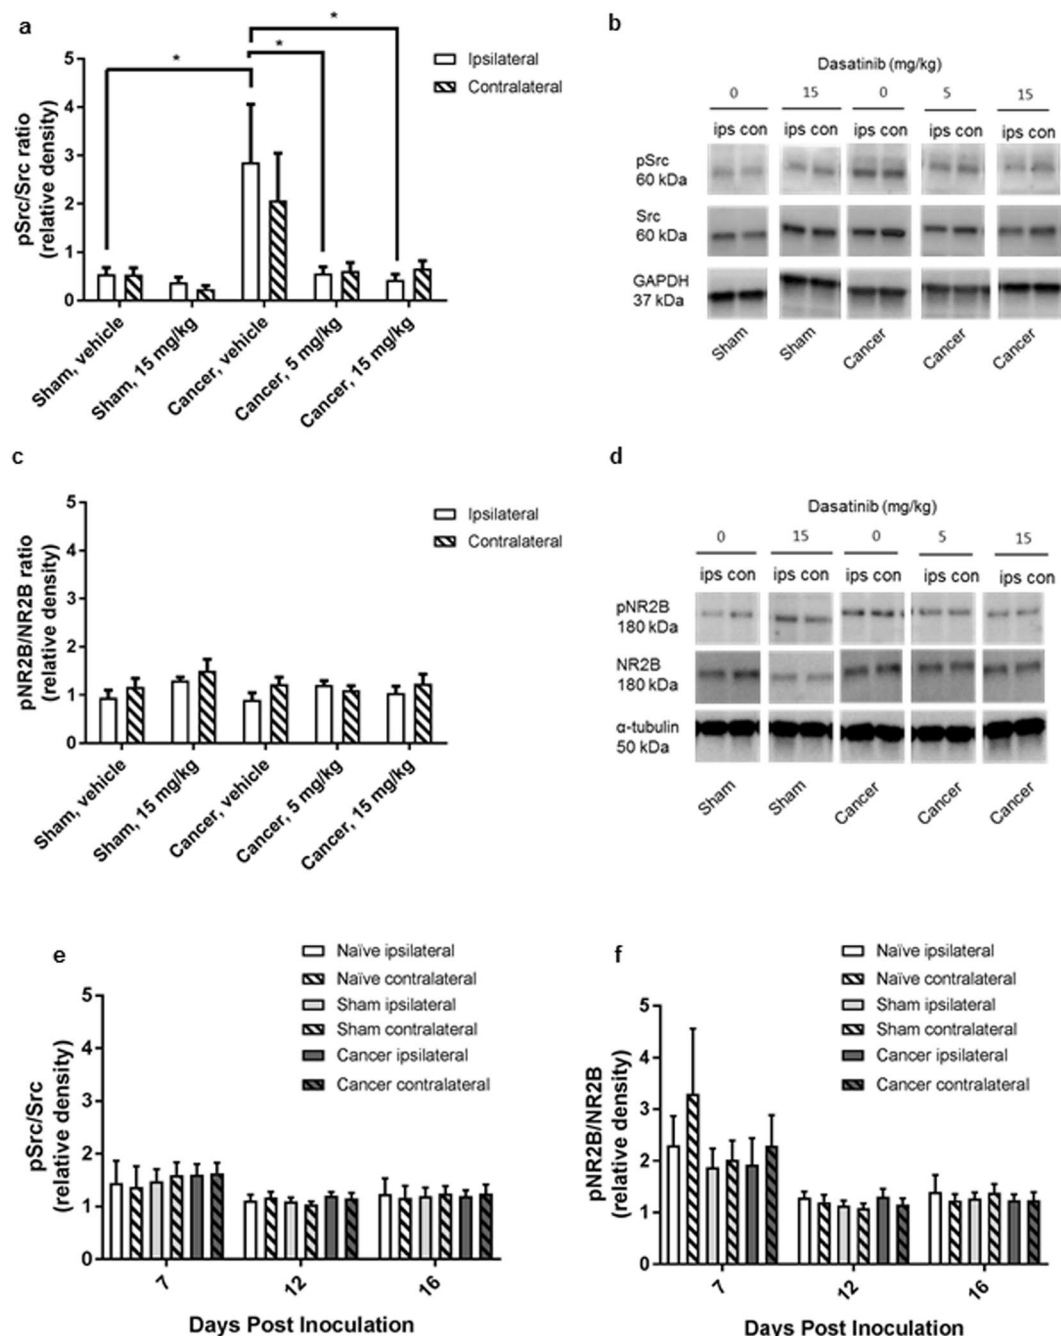 a
*
*
*
5
4
3
2
1
0
pSrc/Src ratio
(relative density)
Ipsilateral
Contralateral
Sham, vehicle
Sham, 15 mg/kg
Cancer, vehicle
Cancer, 5 mg/kg
Cancer, 15 mg/kg
b
Dasatinib (mg/kg)
0 15 0 5 15
ips con ips con ips con ips con ips con
pSrc
60 kDa
Src
60 kDa
GAPDH
37 kDa
Sham Sham Cancer Cancer Cancer
c
5
4
3
2
1
0
pNR2B/NR2B ratio
(relative density)
Ipsilateral
Contralateral
Sham, vehicle
Sham, 15 mg/kg
Cancer, vehicle
Cancer, 5 mg/kg
Cancer, 15 mg/kg
d
Dasatinib (mg/kg)
0 15 0 5 15
ips con ips con ips con ips con ips con
pNR2B
180 kDa
NR2B
180 kDa
α-tubulin
50 kDa
Sham Sham Cancer Cancer Cancer
e
Naïve ipsilateral
Naïve contralateral
Sham ipsilateral
Sham contralateral
Cancer ipsilateral
Cancer contralateral
5
4
3
2
1
0
pSrc/Src
(relative density)
7 12 16
Days Post Inoculation
f
Naïve ipsilateral
Naïve contralateral
Sham ipsilateral
Sham contralateral
Cancer ipsilateral
Cancer contralateral
5
4
3
2
1
0
pNR2B/NR2B
(relative density)
7 12 16
Days Post Inoculation